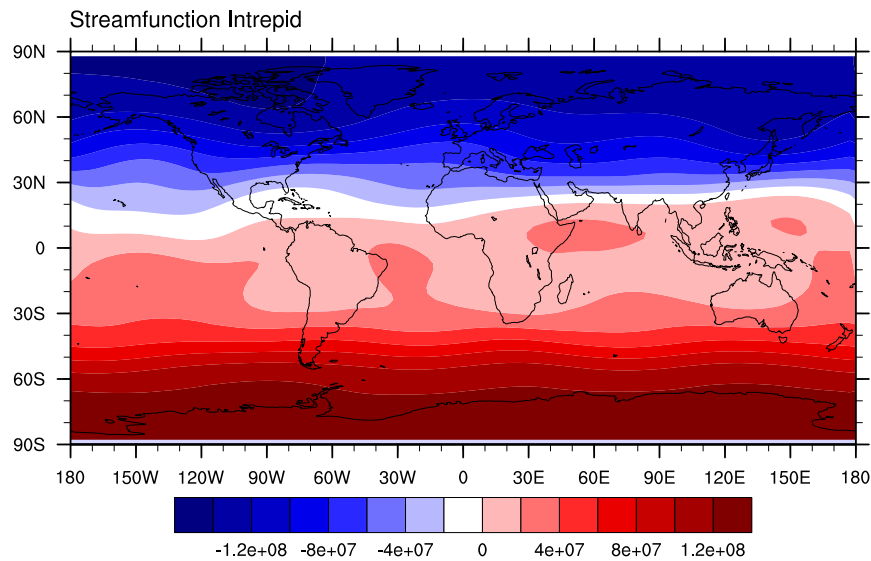 Streamfunction Intrepid
90N
60N
30N
0
30S
60S
90S
180 150W 120W 90W 60W 30W 0 30E 60E 90E 120E 150E 180
-1.2e+08 -8e+07 -4e+07 0 4e+07 8e+07 1.2e+08